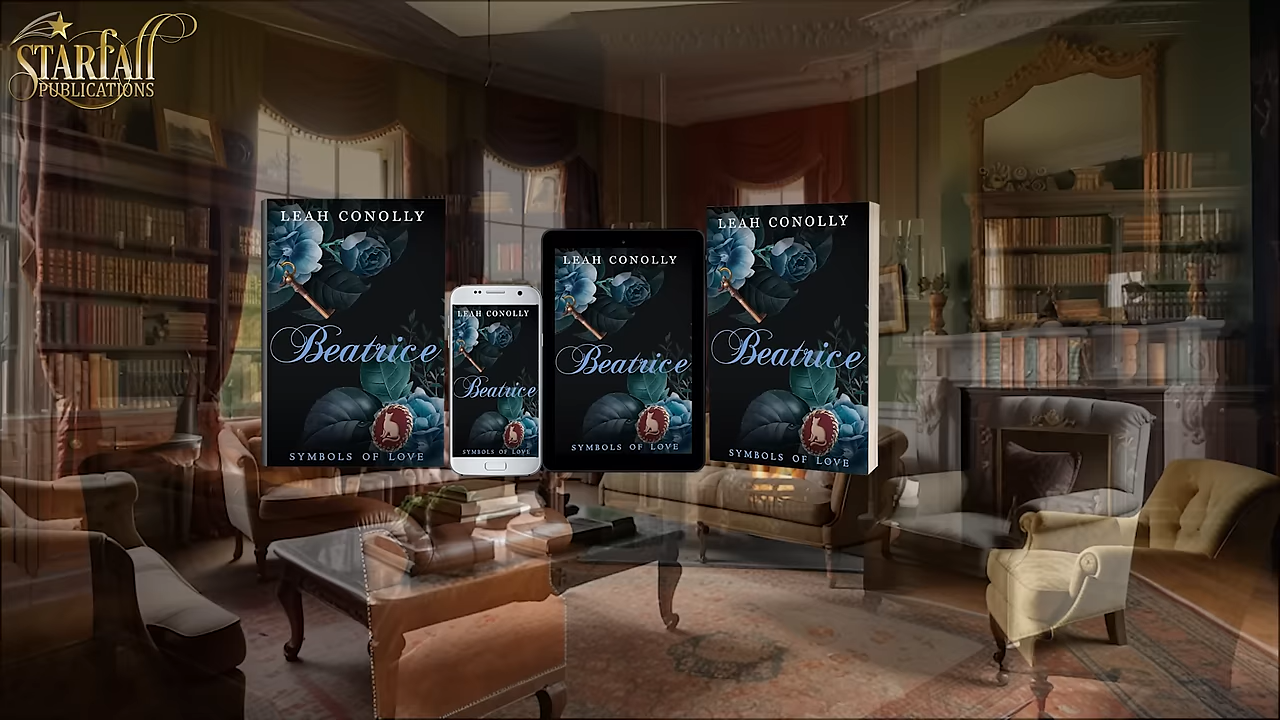 STARfall
PUBLICATIONS
LEAH CONOLLY
Beatrice
SYMBOLS OF LOVE
LEAH CONOLLY
Beatrice
SYMBOLS OF LOVE
LEAH CONOLLY
Beatrice
SYMBOLS OF LOVE
LEAH CONOLLY
Beatrice
SYMBOLS OF LOVE